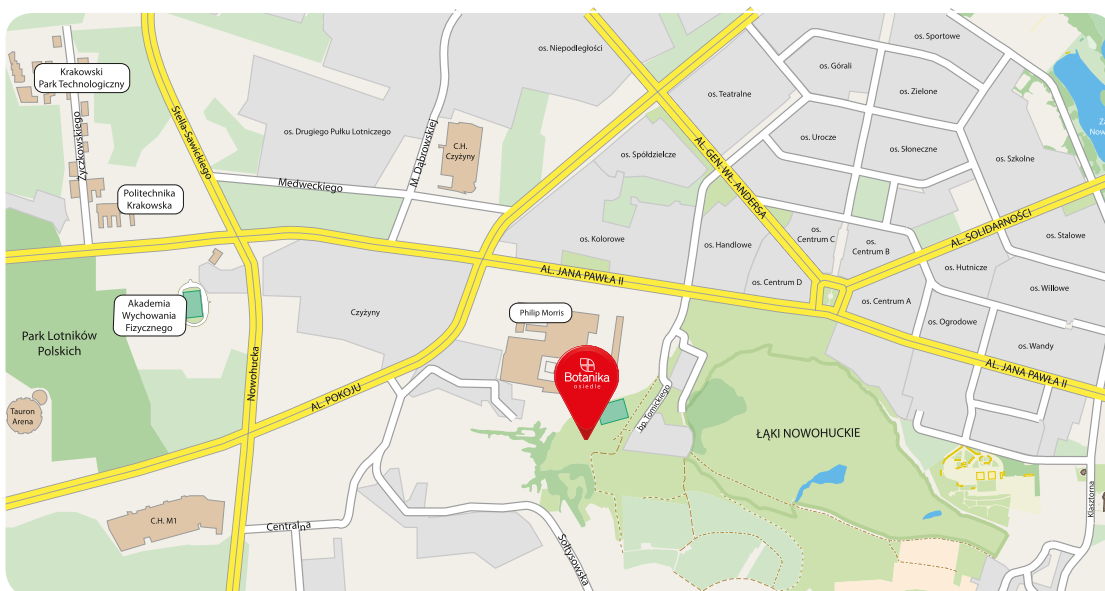 os. Sportowe
os. Niepodległości
os. Górali
Krakowski
Park Technologiczny
os. Teatralne
os. Zielone
Stella-Sawickiego
Życzkowskiego
os. Drugiego Pułku Lotniczego
M. Dąbrowskiej
C.H.
Czyżyny
os. Urocze
os. Słoneczne
os. Spółdzielcze
os. Szkolne
AL. GEN. WŁ. ANDERSA
Medweckiego
Politechnika
Krakowska
AL. SOLIDARNOŚCI
os. Kolorowe
os. Handlowe
os.
Centrum C
os.
Centrum B
os. Stalowe
AL. JANA PAWŁA II
os. Hutnicze
os. Centrum D
os. Willowe
os. Centrum A
Akademia
Wychowania
Fizycznego
Czyżyny
Philip Morris
os. Ogrodowe
Park Lotników
Polskich
os. Wandy
AL. JANA PAWŁA II
Botanika
osiedle
Nowohucka
AL. POKOJU
bp. Tomickiego
Tauron
Arena
ŁĄKI NOWOHUCKIE
Klasztorna
C.H. M1
Centralna
Sołtysowska